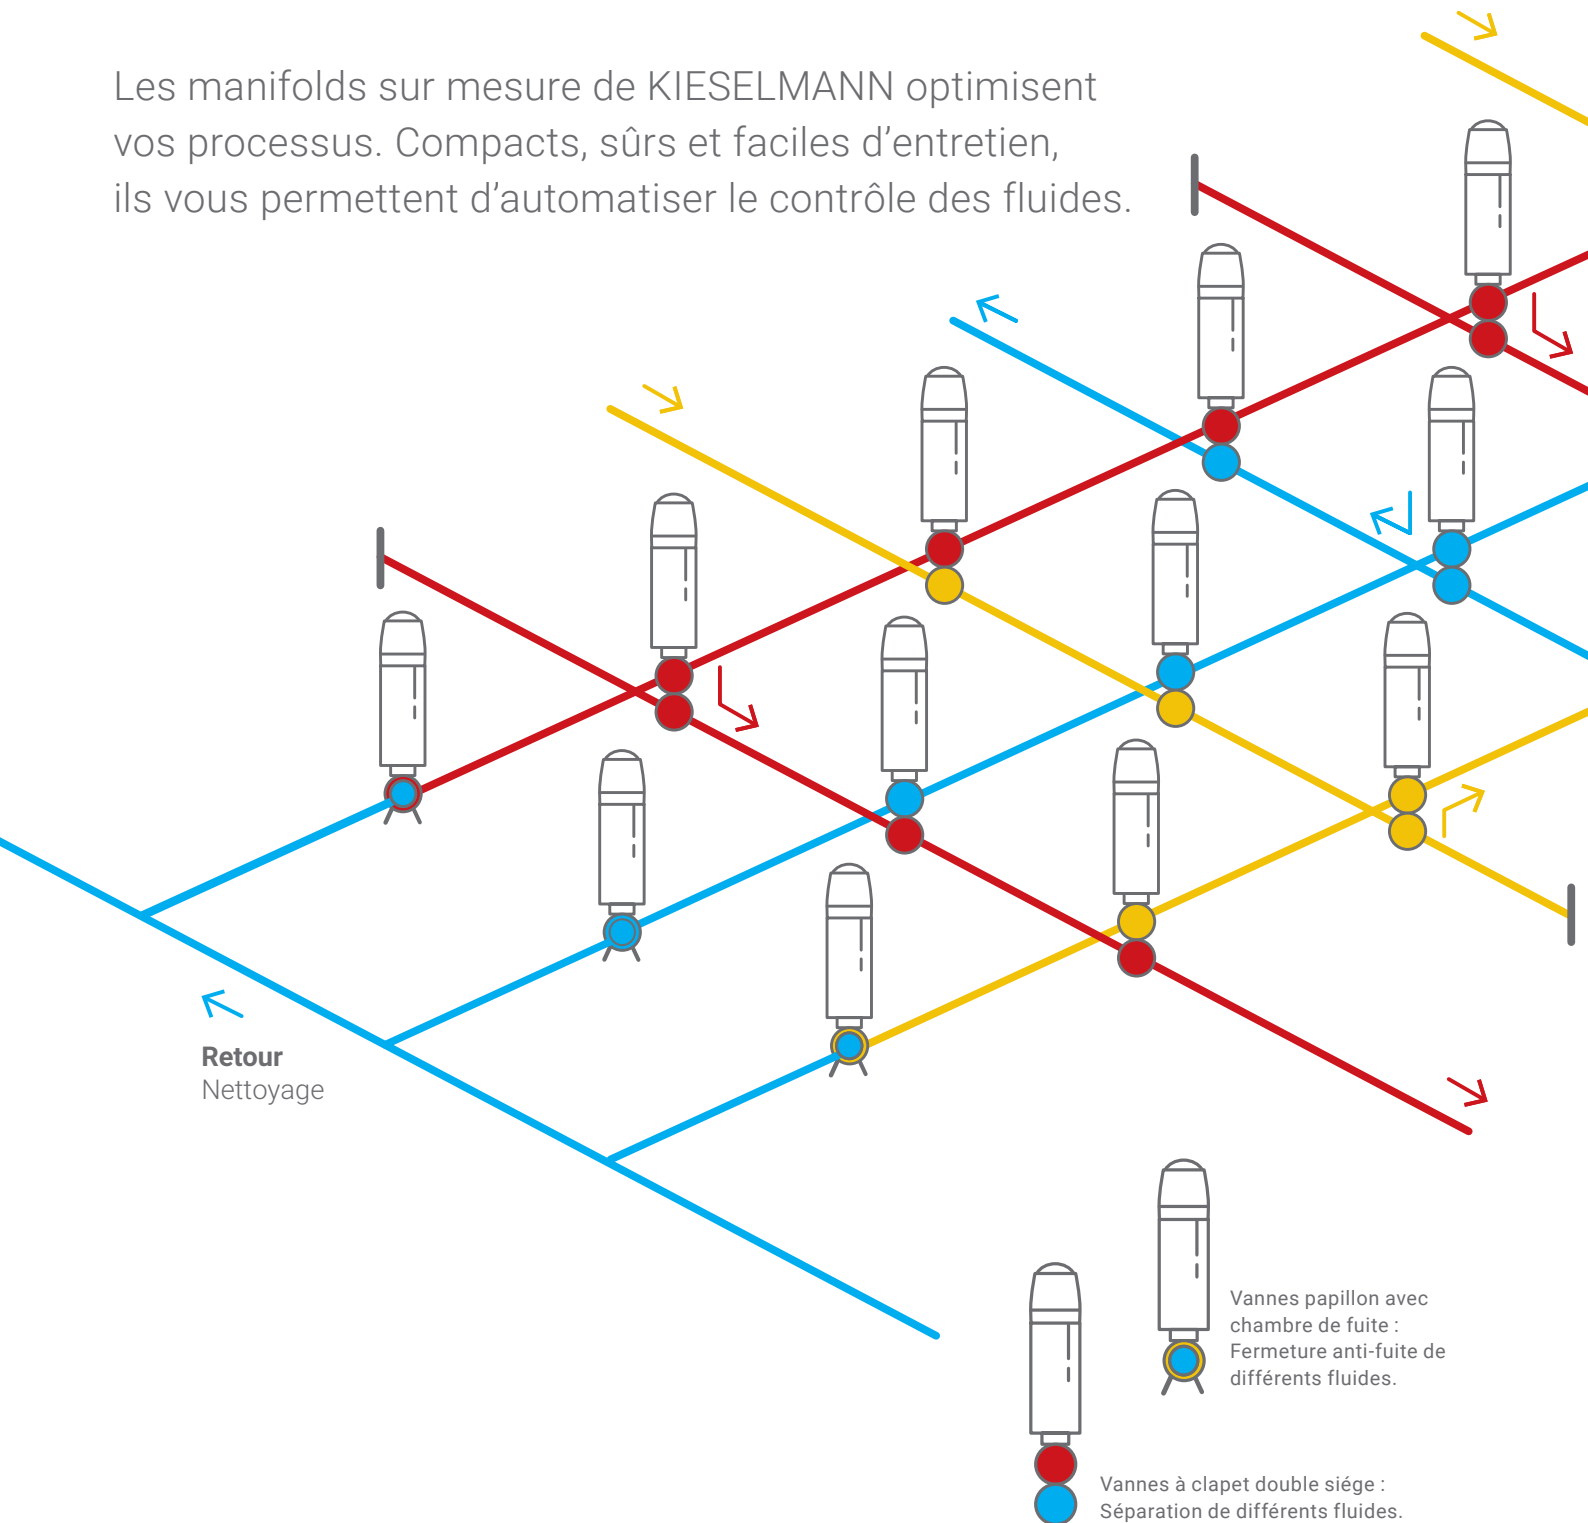 Les manifolds sur mesure de KIESELMANN optimisent
vos processus. Compacts, sûrs et faciles d'entretien,
ils vous permettent d'automatiser le contrôle des fluides.
Retour
Nettoyage
Vannes papillon avec
chambre de fuite :
Fermeture anti-fuite de
différents fluides.
Vannes à clapet double siége :
Séparation de différents fluides.